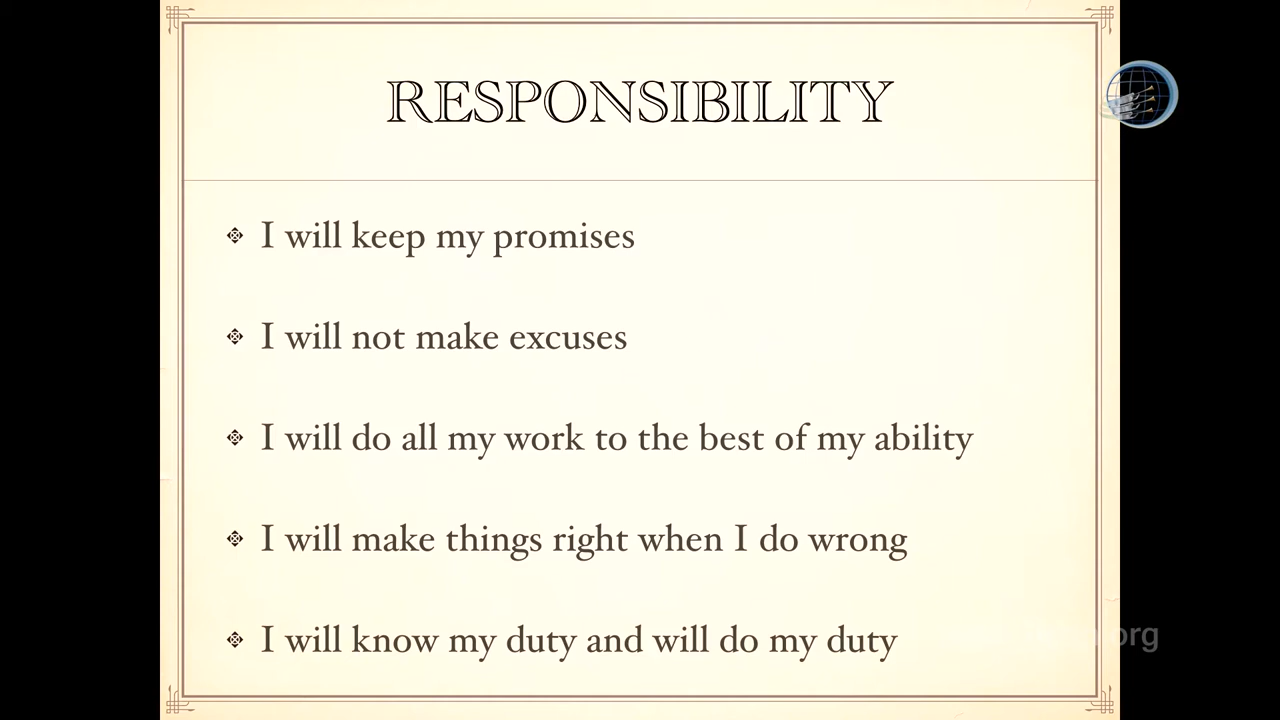 RESPONSIBILITY
I will keep my promises
I will not make excuses
I will do all my work to the best of my ability
I will make things right when I do wrong
I will know my duty and will do my duty